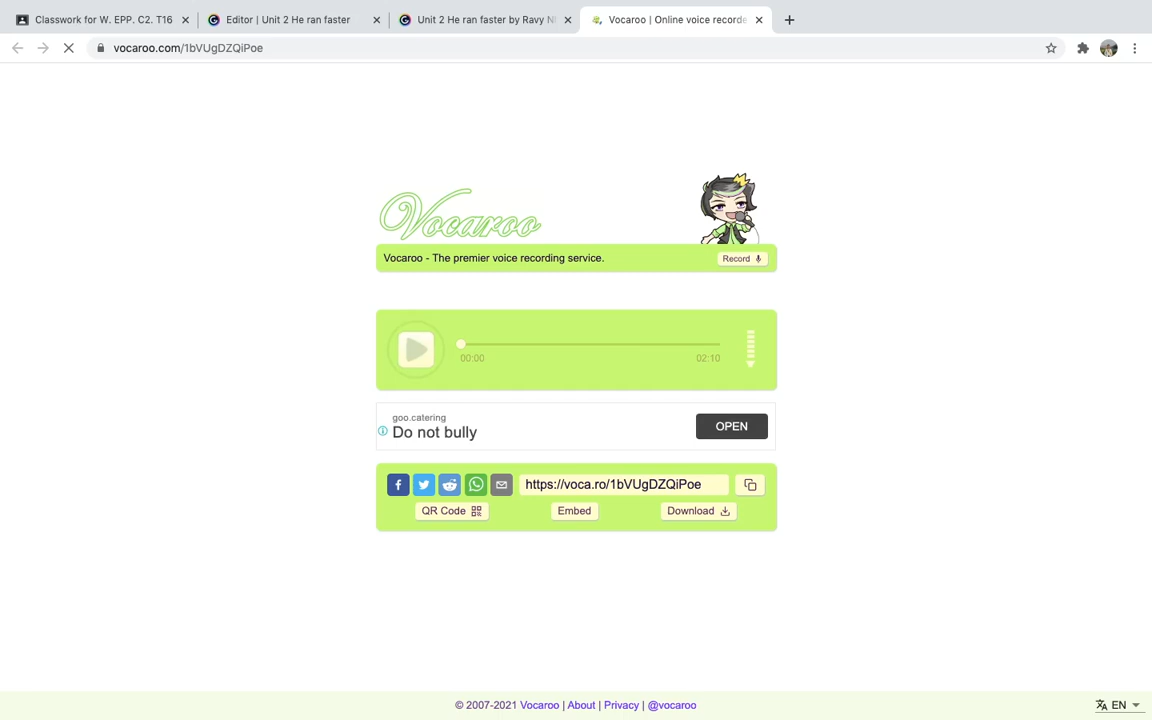 Classwork for W. EPP. C2. T16
Editor | Unit 2 He ran faster
Unit 2 He ran faster by Ravy
Vocaroo | Online voice recorde
vocaroo.com/1bVUgDZQiPoe
Vocaroo
Vocaroo - The premier voice recording service.
Record
00:00
02:10
goo.catering
Do not bully
OPEN
https://voca.ro/1bVUgDZQiPoe
QR Code
Embed
Download
© 2007-2021 Vocaroo | About | Privacy | @vocaroo
EN